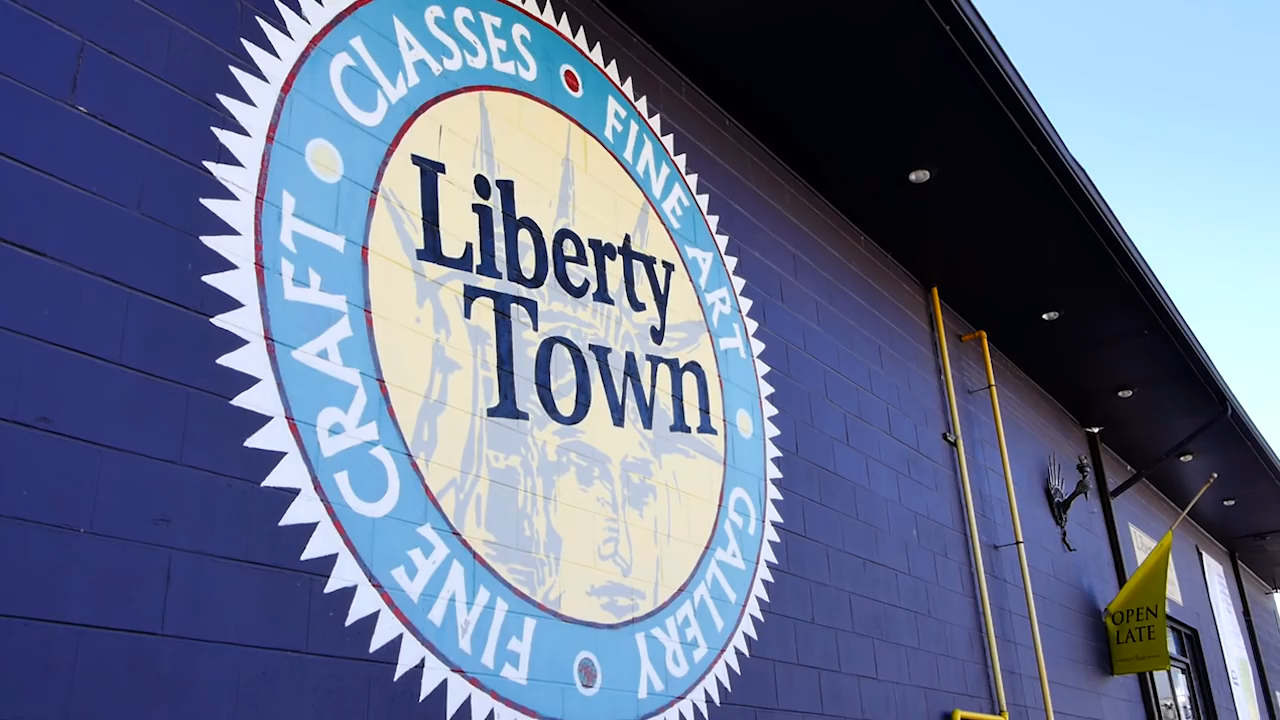 CLASSES
FINE ART
GALLERY
FINE CRAFT
Liberty
Town
OPEN
LATE